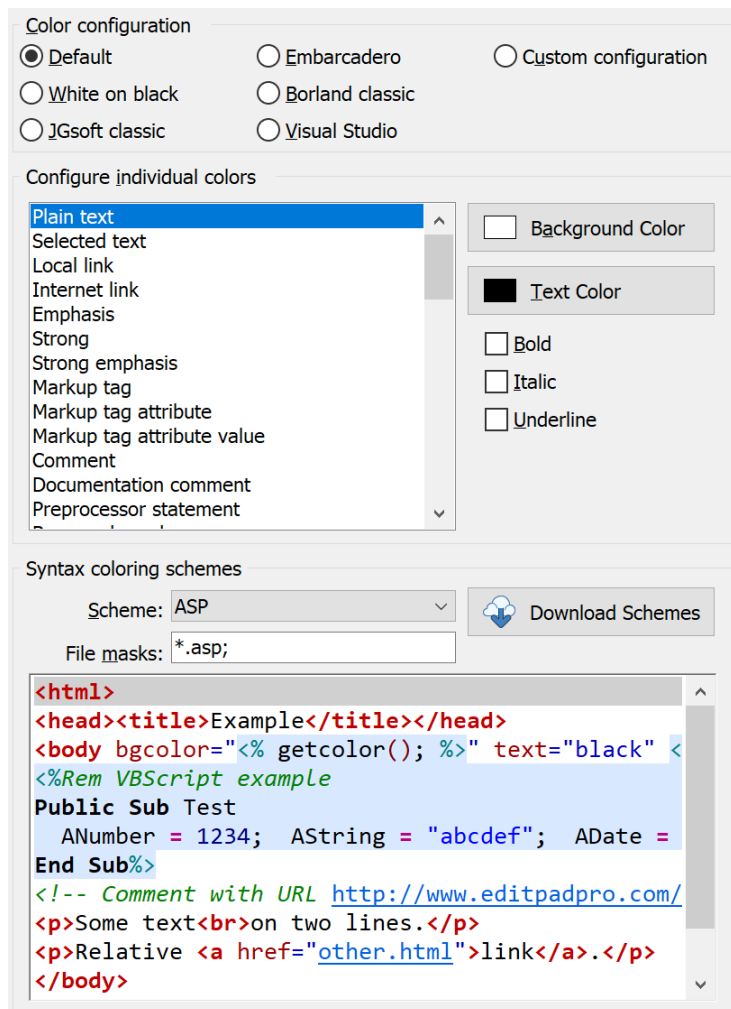 Color configuration
Default
Embarcadero
Custom configuration
White on black
Borland classic
JGsoft classic
Visual Studio
Configure individual colors
Plain text
Selected text
Local link
Internet link
Emphasis
Strong
Strong emphasis
Markup tag
Markup tag attribute
Markup tag attribute value
Comment
Documentation comment
Preprocessor statement
Background Color
Text Color
Bold
Italic
Underline
Syntax coloring schemes
Scheme: ASP
Download Schemes
File masks: *.asp;
<html>
<head><title>Example</title></head>
<body bgcolor="<% getcolor(); %>" text="black" <
<%Rem VBScript example
Public Sub Test
  ANumber = 1234;  AString = "abcdef";  ADate =
End Sub%>
<!-- Comment with URL http://www.editpadpro.com/
<p>Some text<br>on two lines.</p>
<p>Relative <a href="other.html">link</a>.</p>
</body>